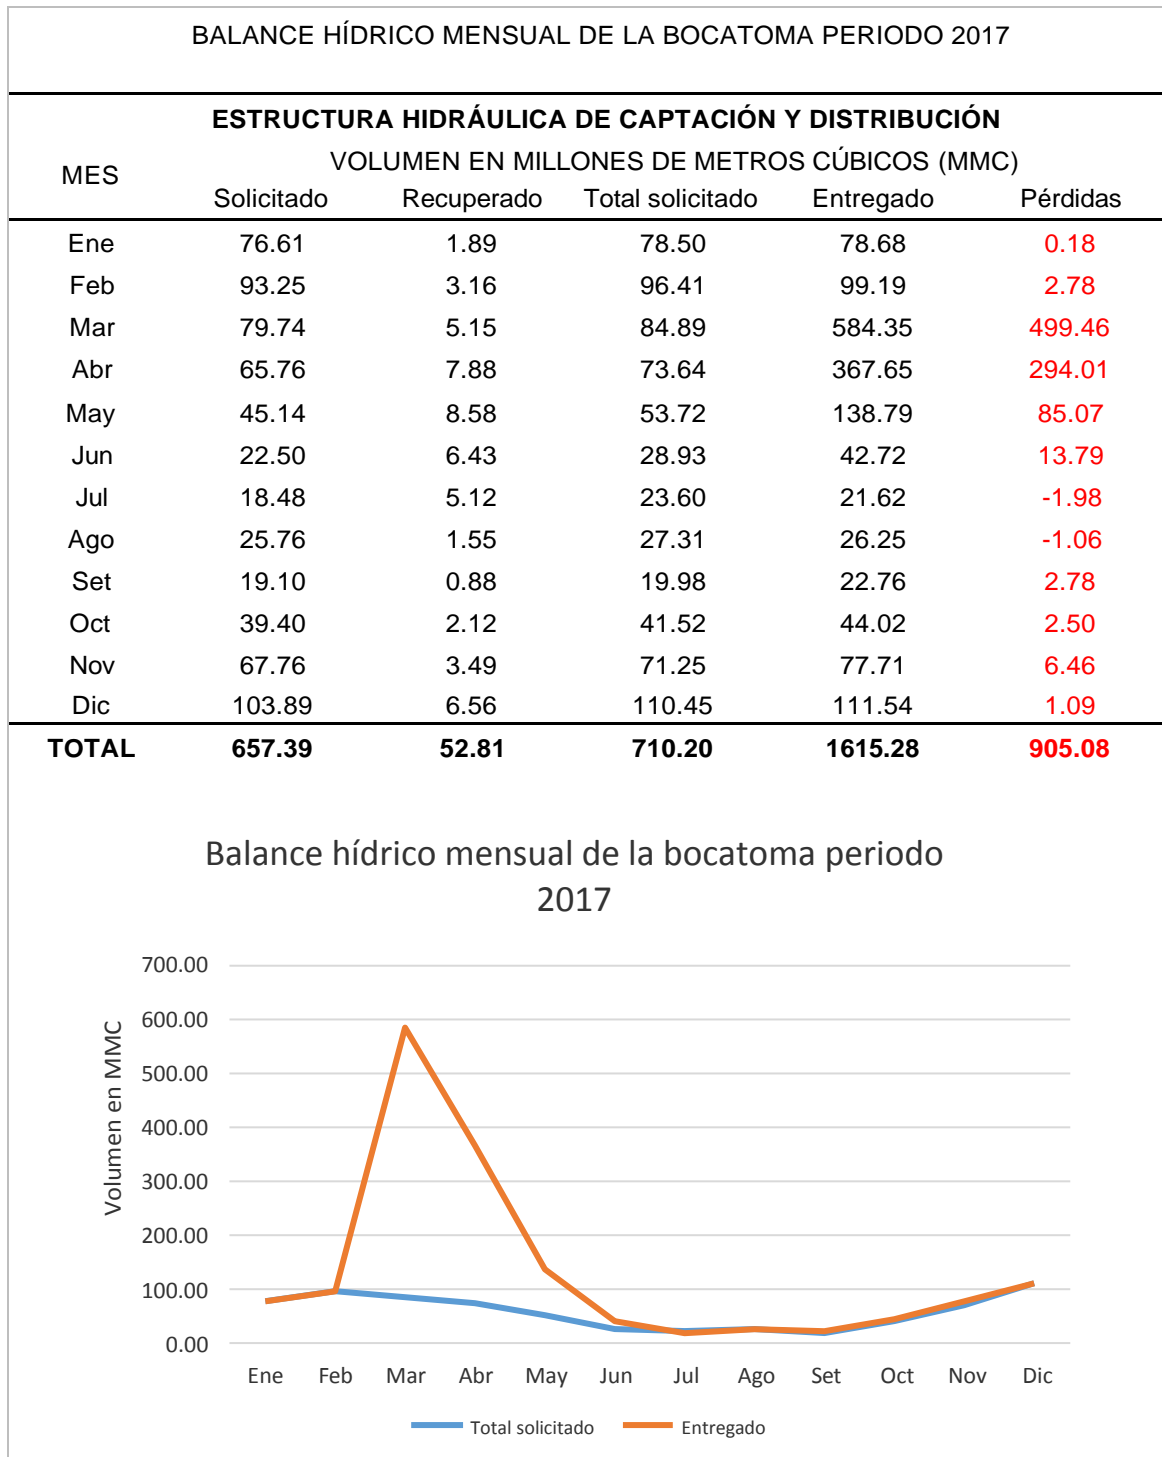 BALANCE HÍDRICO MENSUAL DE LA BOCATOMA PERIODO 2017
ESTRUCTURA HIDRÁULICA DE CAPTACIÓN Y DISTRIBUCIÓN
MES VOLUMEN EN MILLONES DE METROS CÚBICOS (MMC)
Solicitado Recuperado Total solicitado Entregado Pérdidas
Ene 76.61 1.89 78.50 78.68 0.18
Feb 93.25 3.16 96.41 99.19 2.78
Mar 79.74 5.15 84.89 584.35 499.46
Abr 65.76 7.88 73.64 367.65 294.01
May 45.14 8.58 53.72 138.79 85.07
Jun 22.50 6.43 28.93 42.72 13.79
Jul 18.48 5.12 23.60 21.62 -1.98
Ago 25.76 1.55 27.31 26.25 -1.06
Set 19.10 0.88 19.98 22.76 2.78
Oct 39.40 2.12 41.52 44.02 2.50
Nov 67.76 3.49 71.25 77.71 6.46
Dic 103.89 6.56 110.45 111.54 1.09
TOTAL 657.39 52.81 710.20 1615.28 905.08
Balance hídrico mensual de la bocatoma periodo
2017
Volumen en MMC
700.00
600.00
500.00
400.00
300.00
200.00
100.00
0.00
Ene Feb Mar Abr May Jun Jul Ago Set Oct Nov Dic
Total solicitado Entregado